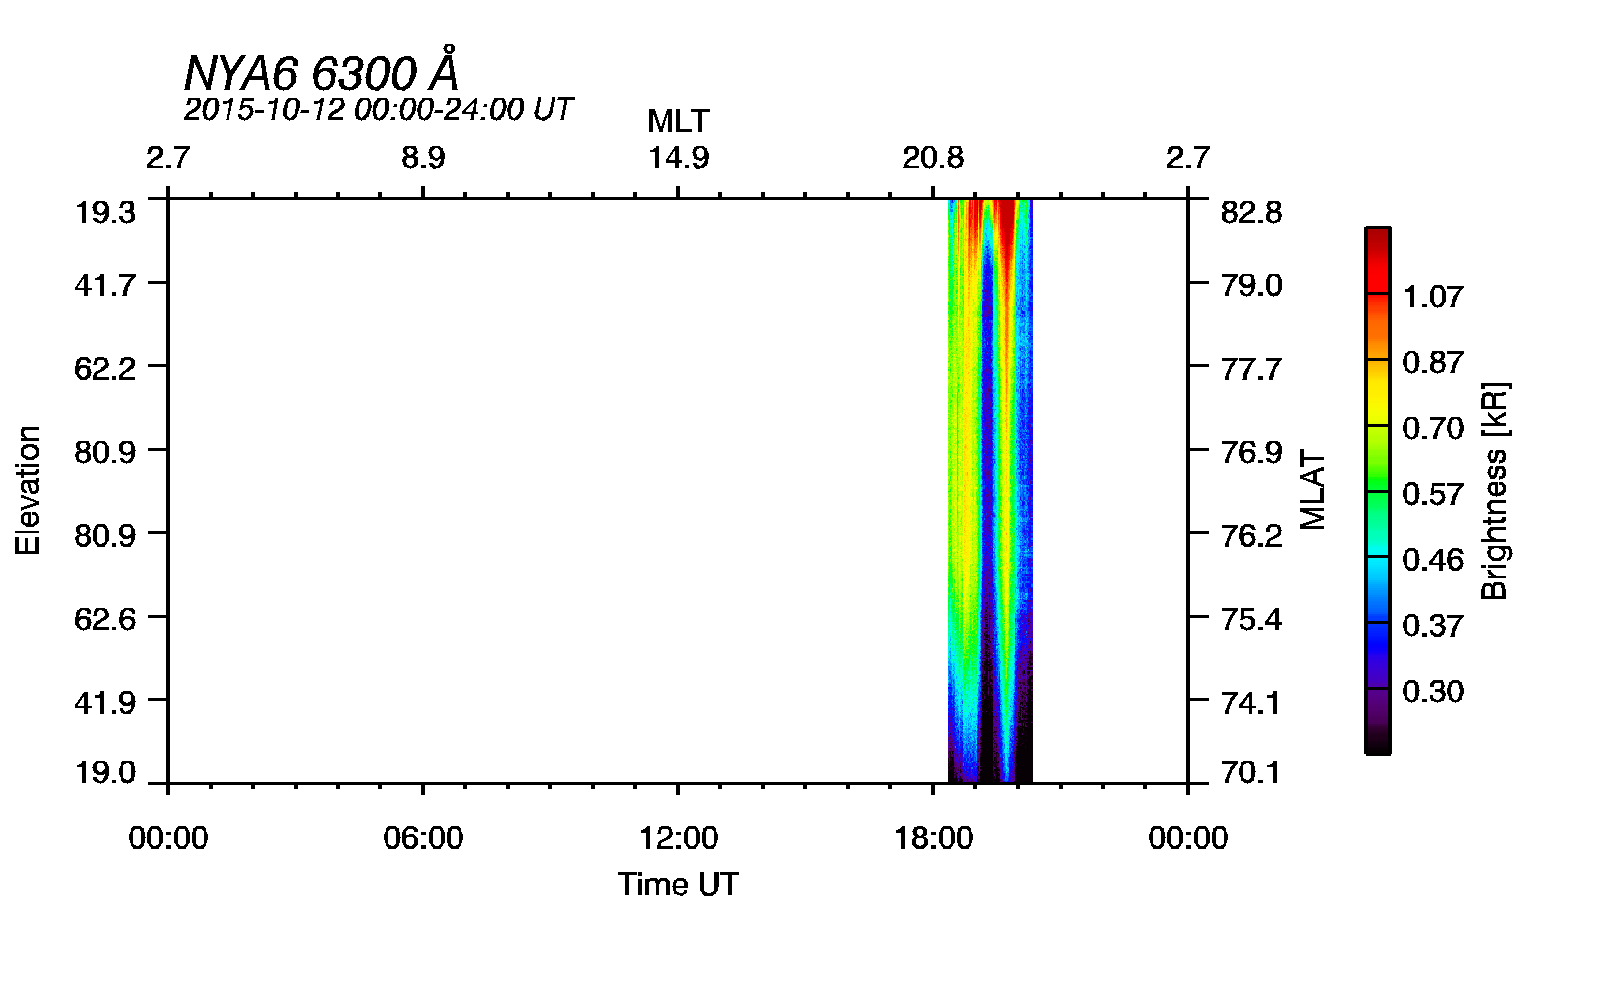 NYA6 6300 Å
2015-10-12 00:00-24:00 UT
MLT
2.7 8.9 14.9 20.8 2.7
19.3 82.8
41.7 79.0
62.2 77.7
80.9 76.9
80.9 76.2
62.6 75.4
41.9 74.1
19.0 70.1
Elevation
MLAT
1.07
0.87
0.70
0.57
0.46
0.37
0.30
Brightness [kR]
00:00 06:00 12:00 18:00 00:00
Time UT